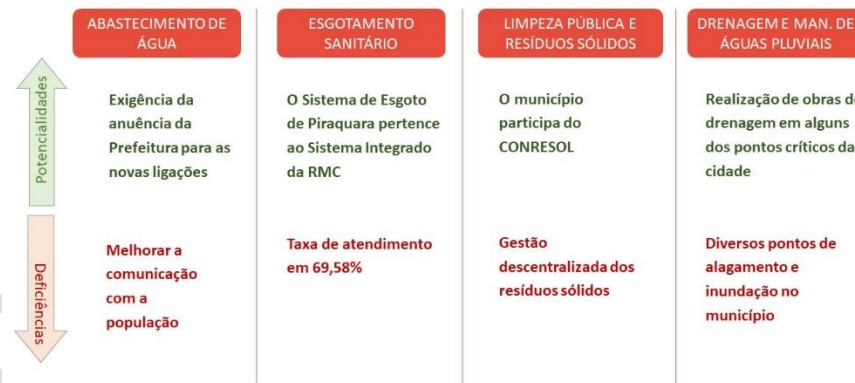 ABASTECIMENTO DE
ÁGUA
ESGOTAMENTO
SANITÁRIO
LIMPEZA PÚBLICA E
RESÍDUOS SÓLIDOS
DRENAGEM E MAN. DE
ÁGUAS PLUVIAIS
Potencialidades
Exigência da
anuência da
Prefeitura para as
novas ligações
O Sistema de Esgoto
de Piraquara pertence
ao Sistema Integrado
da RMC
O município
participa do
CONRESOL
Realização de obras de
drenagem em alguns
dos pontos críticos da
cidade
Deficiências
Melhorar a
comunicação
com a
população
Taxa de atendimento
em 69,58%
Gestão
descentralizada dos
resíduos sólidos
Diversos pontos de
alagamento e
inundação no
município